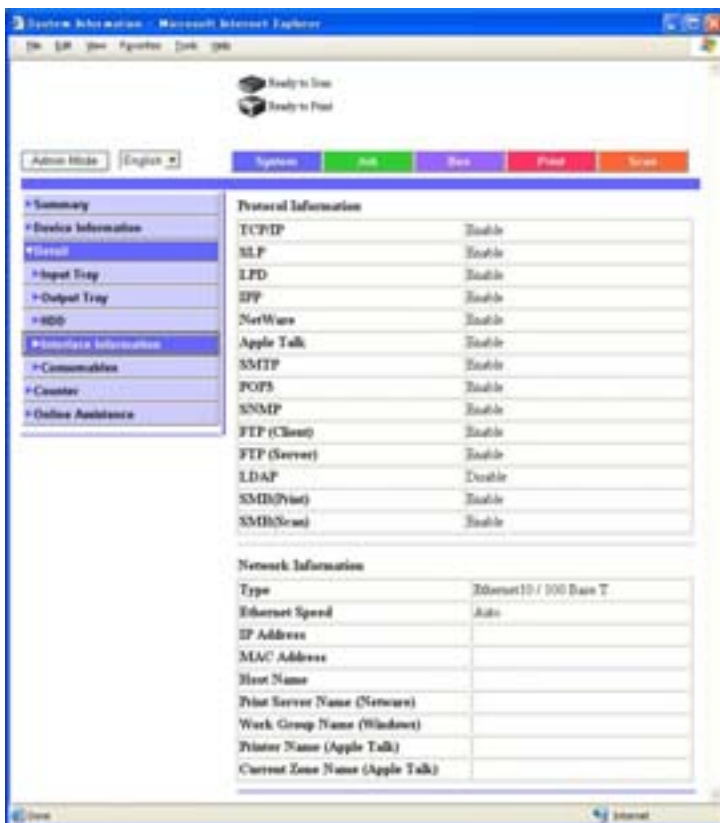 System Information - Microsoft Internet Explorer
File Edit View Favorites Tools Help
Ready to Scan
Ready to Print
Admin Mode English System Job Box Print Scan
Summary
Device Information
Detail
Input Tray
Output Tray
HDD
Interface Information
Consumables
Counter
Online Assistance
Protocol Information
TCP/IP Enable
SLP Enable
LPD Enable
IPP Enable
NetWare Enable
Apple Talk Enable
SMTP Enable
POP3 Enable
SNMP Enable
FTP (Client) Enable
FTP (Server) Enable
LDAP Disable
SMB(Print) Enable
SMB(Scan) Enable
Network Information
Type Ethernet10 / 100 Base T
Ethernet Speed Auto
IP Address
MAC Address
Host Name
Print Server Name (Netware)
Work Group Name (Windows)
Printer Name (Apple Talk)
Current Zone Name (Apple Talk)
Done Internet